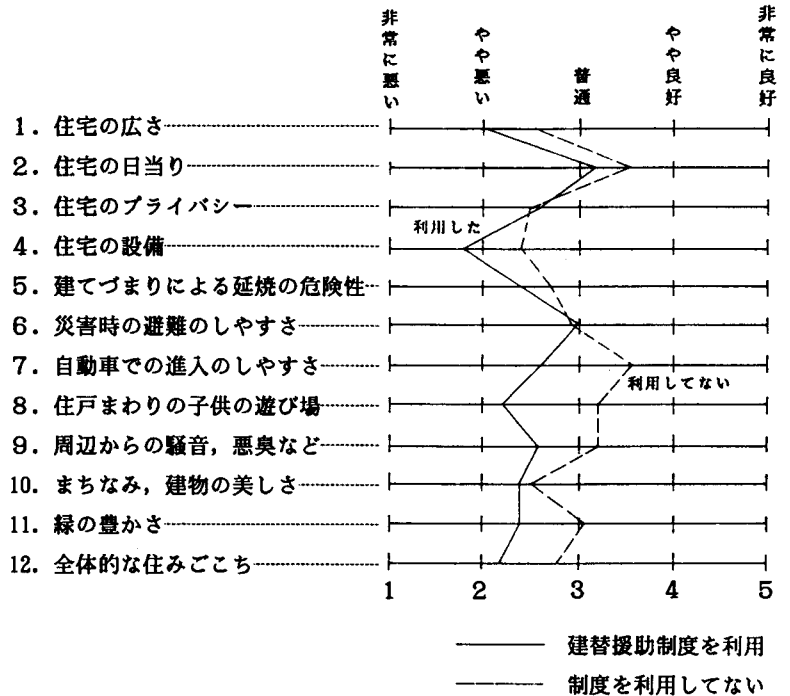 非常に悪い
やや悪い
普通
やや良好
非常に良好
1. 住宅の広さ
2. 住宅の日当り
3. 住宅のプライバシー
利用した
4. 住宅の設備
5. 建てづまりによる延焼の危険性
6. 災害時の避難のしやすさ
7. 自動車での進入のしやすさ
利用してない
8. 住戸まわりの子供の遊び場
9. 周辺からの騒音，悪臭など
10. まちなみ，建物の美しさ
11. 緑の豊かさ
12. 全体的な住みごこち
1 2 3 4 5
建替援助制度を利用
制度を利用してない